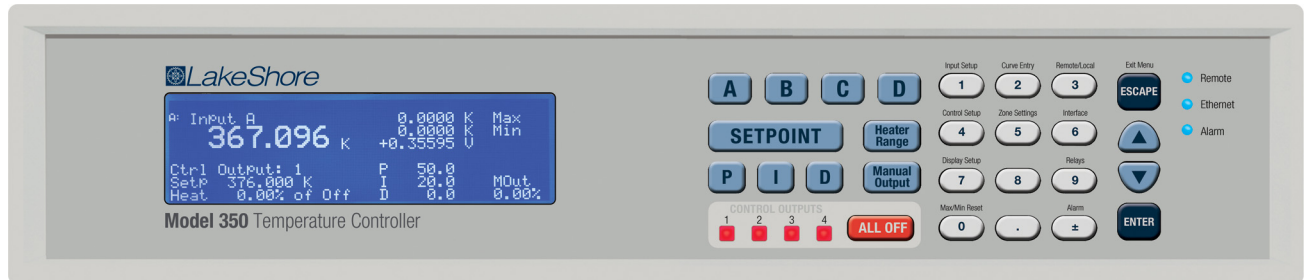 LakeShore
A: Input A 0.0000 K Max
367.096 K 0.0000 K Min
+0.35595 V
Ctrl Output: 1 P 50.0
Setp 376.000 K I 20.0 MOut
Heat 0.00% of Off D 0.0 0.00%
Model 350 Temperature Controller
A B C D
SETPOINT Heater Range
P I D Manual Output
CONTROL OUTPUTS
1 2 3 4 ALL OFF
Input Setup Curve Entry Remote/Local Exit Menu
1 2 3 ESCAPE
Control Setup Zone Settings Interface
4 5 6
Display Setup Relays
7 8 9
Max/Min Reset Alarm
0 . ± ENTER
Remote
Ethernet
Alarm